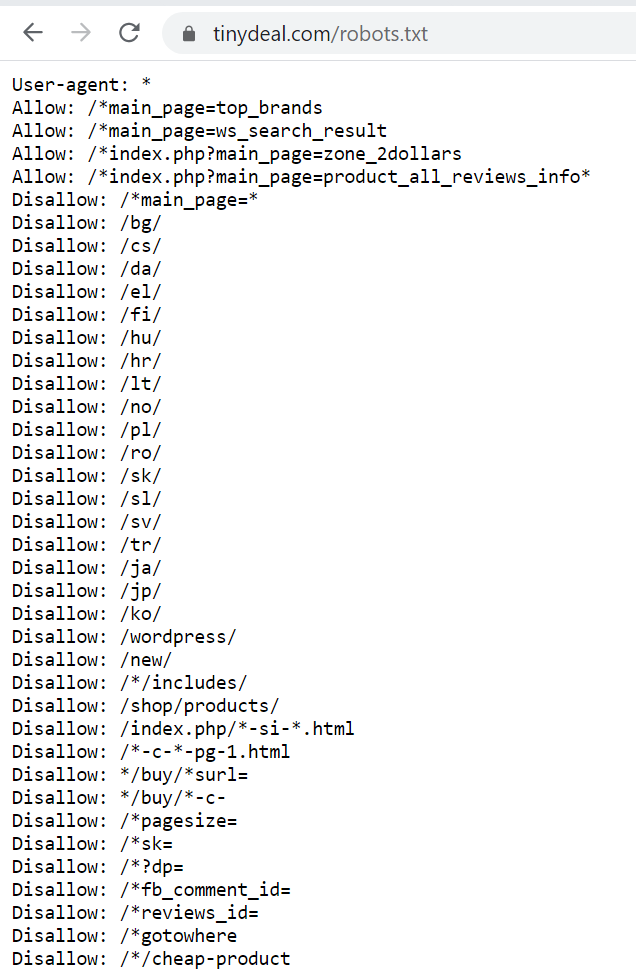 tinydeal.com/robots.txt
User-agent: *
Allow: /*main_page=top_brands
Allow: /*main_page=ws_search_result
Allow: /*index.php?main_page=zone_2dollars
Allow: /*index.php?main_page=product_all_reviews_info*
Disallow: /*main_page=*
Disallow: /bg/
Disallow: /cs/
Disallow: /da/
Disallow: /el/
Disallow: /fi/
Disallow: /hu/
Disallow: /hr/
Disallow: /lt/
Disallow: /no/
Disallow: /pl/
Disallow: /ro/
Disallow: /sk/
Disallow: /sl/
Disallow: /sv/
Disallow: /tr/
Disallow: /ja/
Disallow: /jp/
Disallow: /ko/
Disallow: /wordpress/
Disallow: /new/
Disallow: /*/includes/
Disallow: /shop/products/
Disallow: /index.php/*-si-*.html
Disallow: /*-c-*-pg-1.html
Disallow: */buy/*surl=
Disallow: */buy/*-c-
Disallow: /*pagesize=
Disallow: /*sk=
Disallow: /*?dp=
Disallow: /*fb_comment_id=
Disallow: /*reviews_id=
Disallow: /*gotowhere
Disallow: /*/cheap-product